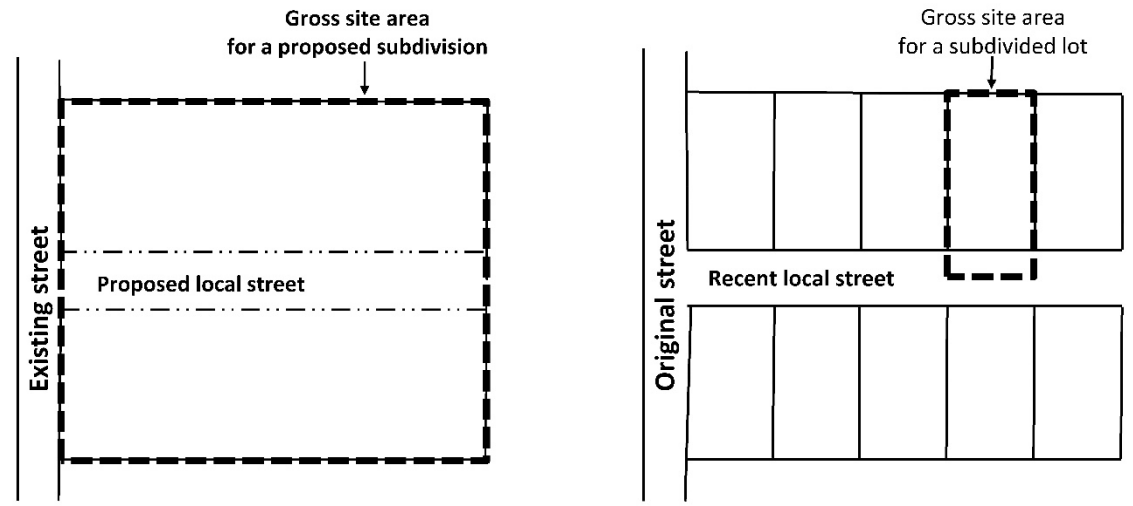 Gross site area
for a proposed subdivision
Existing street
Proposed local street
Gross site area
for a subdivided lot
Original street
Recent local street